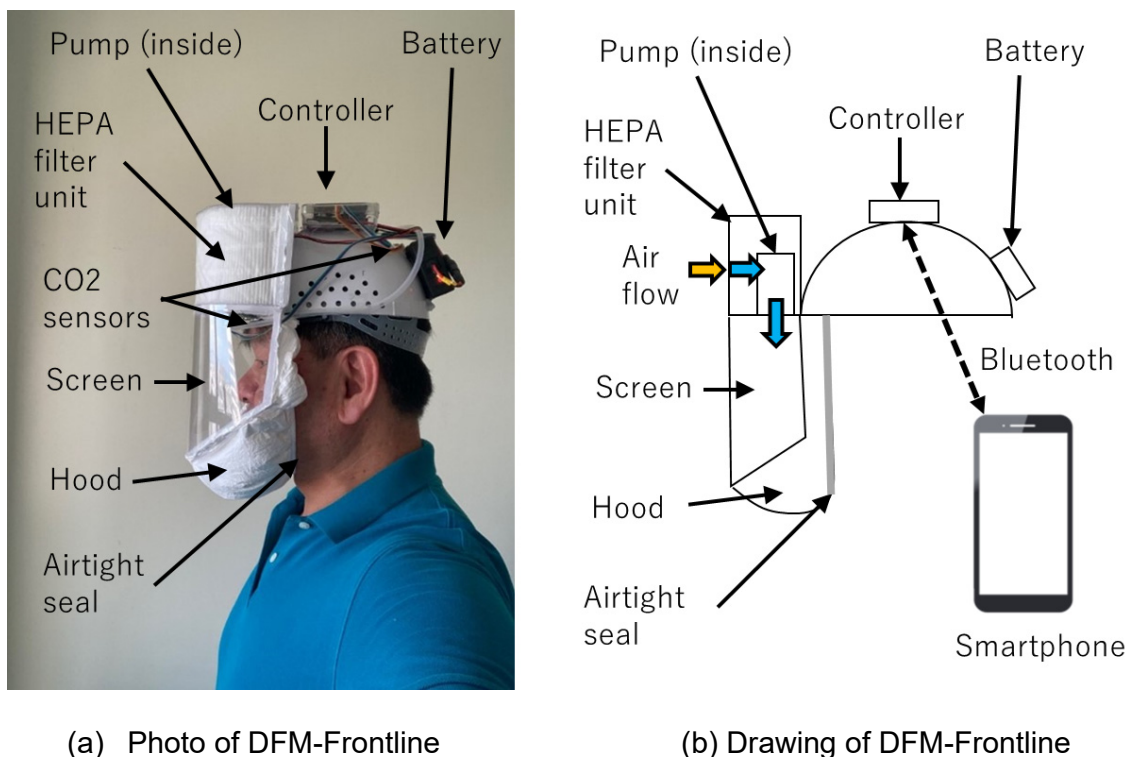 Pump (inside)
Battery
Controller
HEPA
filter
unit
CO2
sensors
Screen
Hood
Airtight
seal
(a) Photo of DFM-Frontline
Pump (inside)
Battery
Controller
HEPA
filter
unit
Air
flow
Screen
Bluetooth
Hood
Airtight
seal
Smartphone
(b) Drawing of DFM-Frontline